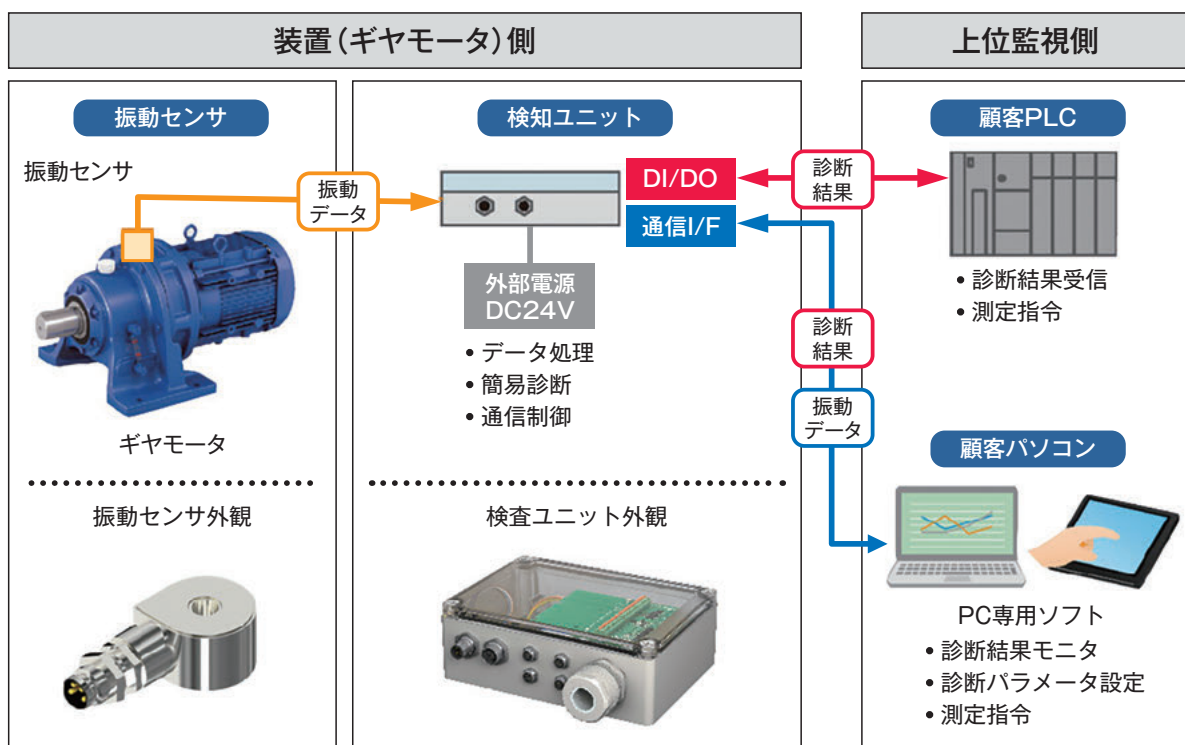 装置(ギヤモータ)側
上位監視側
振動センサ
振動センサ
振動
データ
ギヤモータ
振動センサ外観
検知ユニット
DI/DO
通信I/F
外部電源
DC24V
• データ処理
• 簡易診断
• 通信制御
検査ユニット外観
診断
結果
診断
結果
振動
データ
顧客PLC
• 診断結果受信
• 測定指令
顧客パソコン
PC専用ソフト
• 診断結果モニタ
• 診断パラメータ設定
• 測定指令